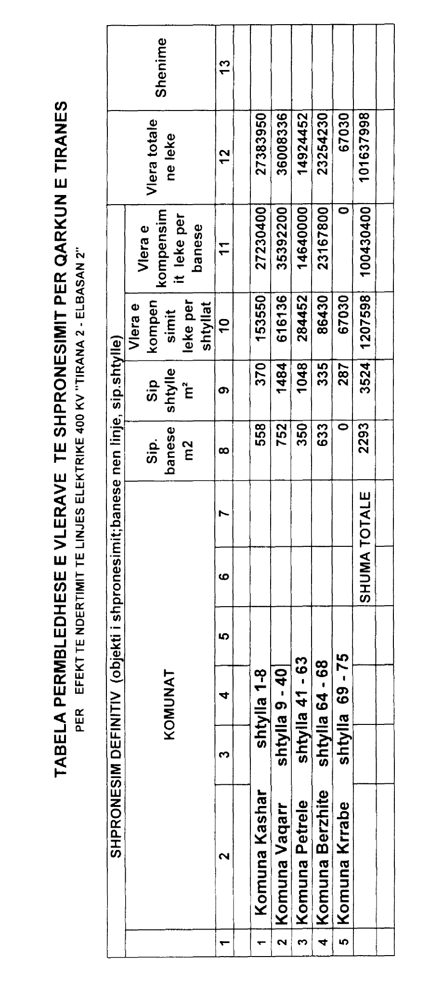 TABELA PERMBLEDHESE E VLERAVE TE SHPRONESIMIT PER QARKUN E TIRANES
PER EFEKT TE NDERTIMIT TE LINJES ELEKTRIKE 400 KV "TIRANA 2 - ELBASAN 2"
SHPRONESIM DEFINITIV (objekti i shpronesimit;banese nen linje, sip.shtylle)
KOMUNAT
Sip.
banese
m2
Sip
shtylle
m²
Vlera e
kompen
simit
leke per
shtyllat
Vlera e
kompensim
it leke per
banese
Vlera totale
ne leke
Shenime
1 2 3 4 5 6 7 8 9 10 11 12 13
1 Komuna Kashar shtylla 1-8 558 370 153550 27230400 27383950
2 Komuna Vaqarr shtylla 9 - 40 752 1484 616136 35392200 36008336
3 Komuna Petrele shtylla 41 - 63 350 1048 284452 14640000 14924452
4 Komuna Berzhite shtylla 64 - 68 633 335 86430 23167800 23254230
5 Komuna Krrabe shtylla 69 - 75 0 287 67030 0 67030
SHUMA TOTALE 2293 3524 1207598 100430400 101637998